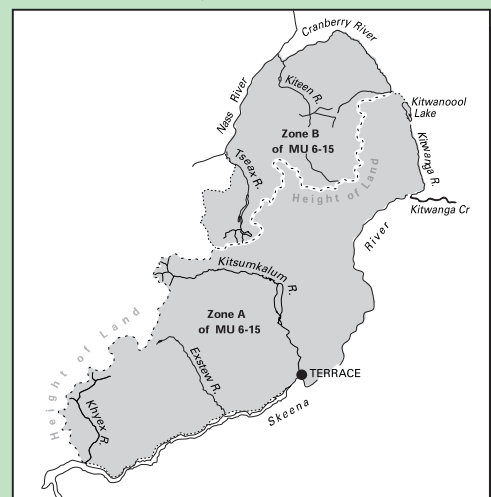 Cranberry River
Kiteen R.
Nass River
Kitwanoool
Lake
Zone B
of MU 6-15
Tseax R.
Kitwanga R.
Height of Land
Kitwanga Cr
River
Kitsumkalum R.
Zone A
of MU 6-15
Height of Land
Exstew R.
TERRACE
Khyex R.
Skeena